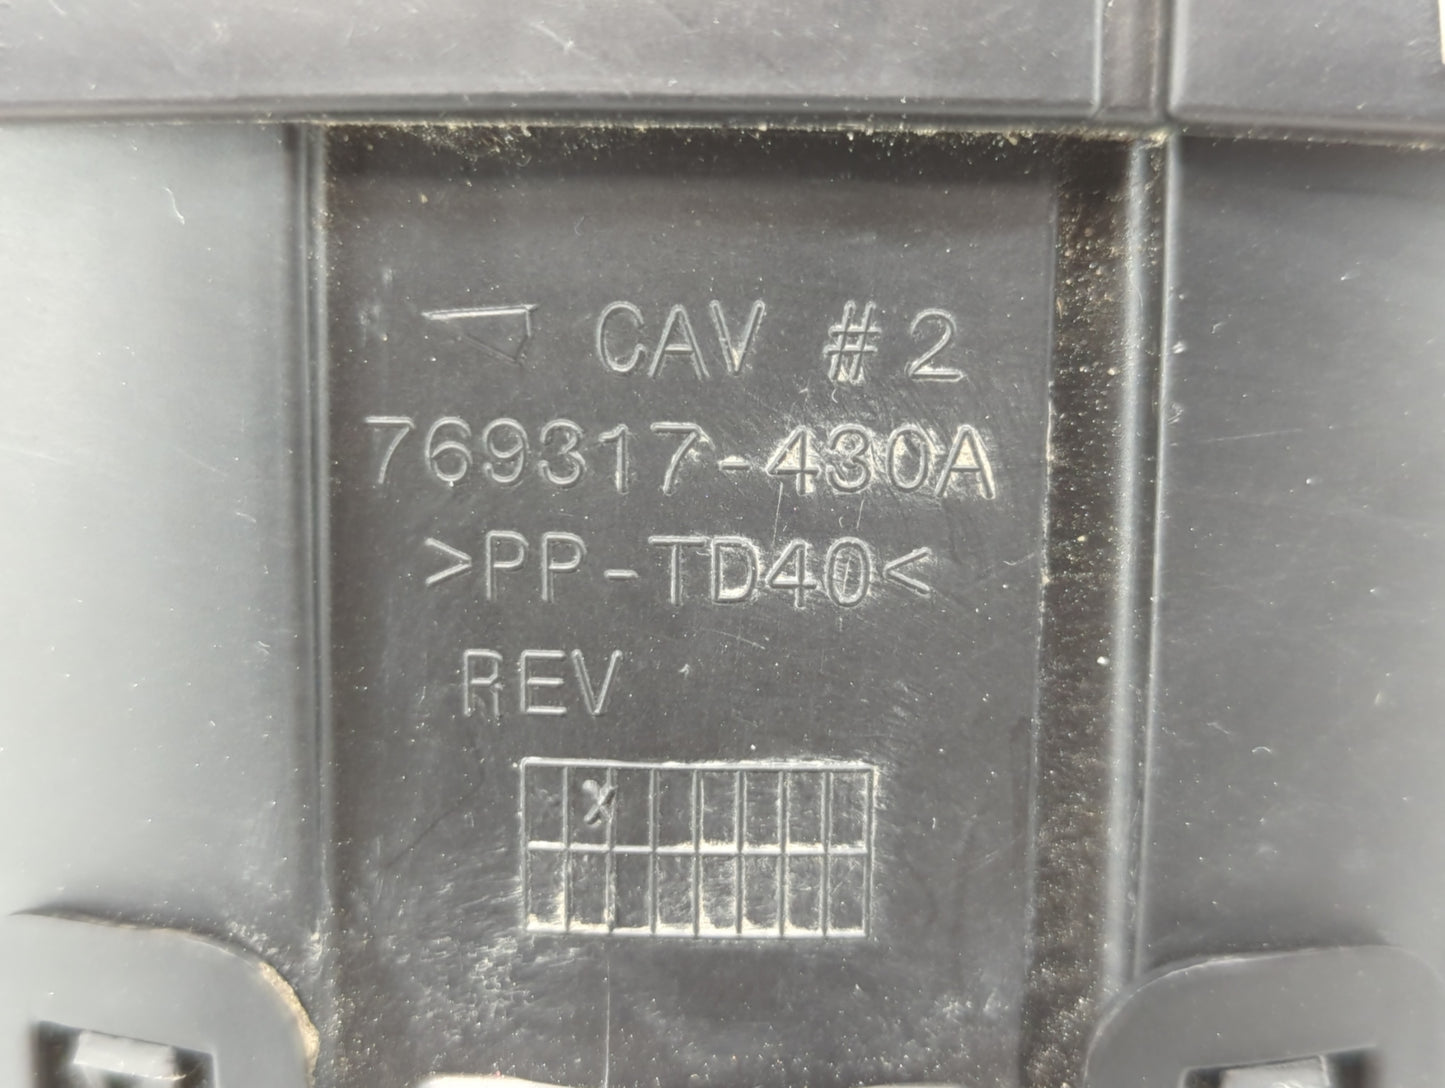 CAV #2
769317-430A
>PP-TD40<
REV
X